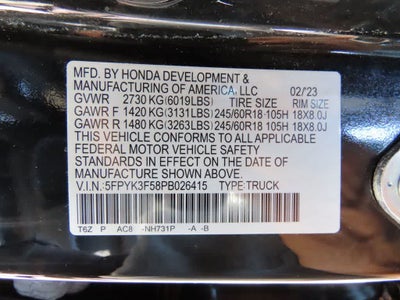 MFD. BY HONDA DEVELOPMENT &
MANUFACTURING OF AMERICA, LLC 02/'23
GVWR 2730 KG(6019LBS) TIRE SIZE RIM SIZE
GAWR F 1420 KG(3131LBS) 245/60R18 105H 18X8.0J
GAWR R 1480 KG(3263LBS) 245/60R18 105H 18X8.0J
THIS VEHICLE CONFORMS TO ALL APPLICABLE
FEDERAL MOTOR VEHICLE SAFETY
STANDARDS IN EFFECT ON THE DATE OF
MANUFACTURE SHOWN ABOVE.
V.I.N.:5FPYK3F58PB026415 TYPE:TRUCK
T6Z P AC8 -NH731P -A -B